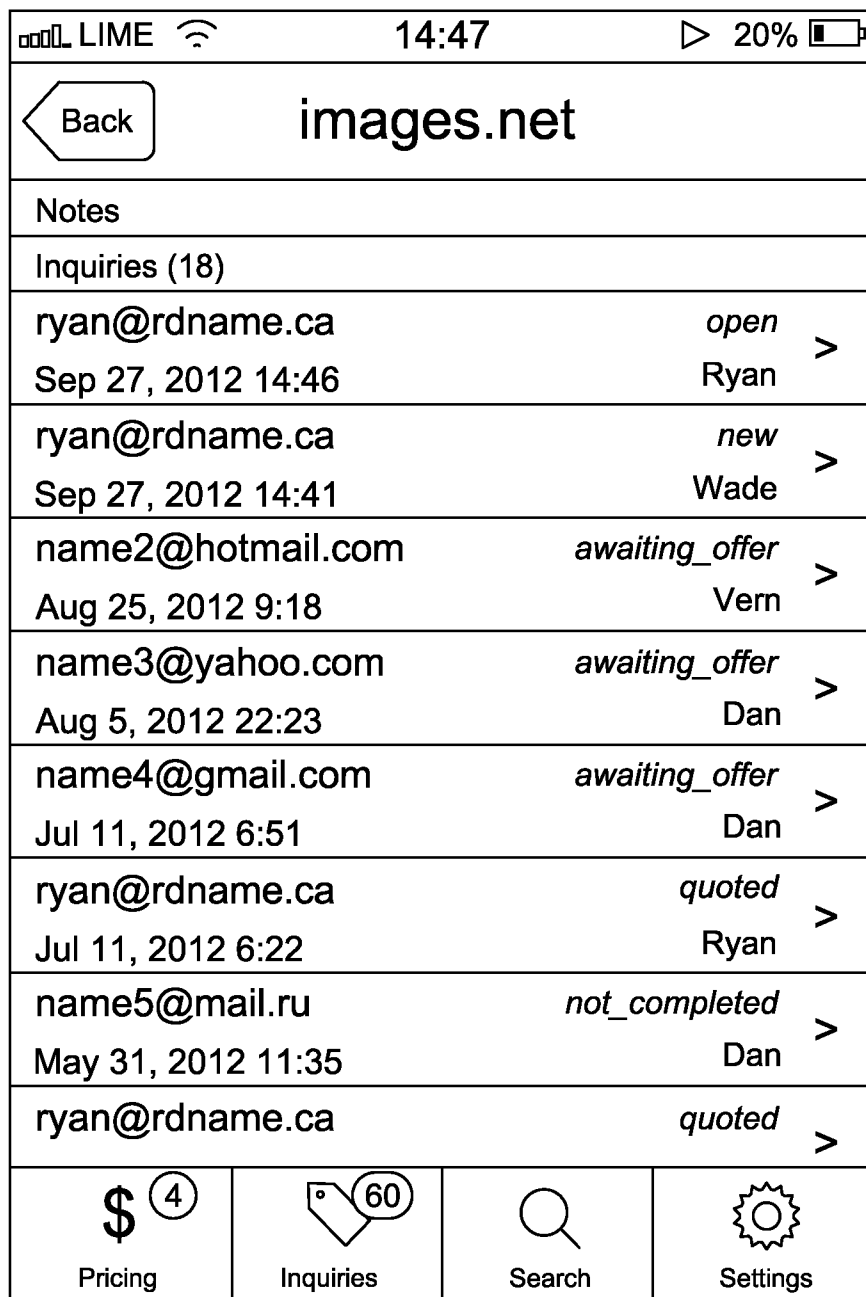 LIME 14:47 20%
Back images.net
Notes
Inquiries (18)
ryan@rdname.ca open
Sep 27, 2012 14:46 Ryan >
ryan@rdname.ca new
Sep 27, 2012 14:41 Wade >
name2@hotmail.com awaiting_offer
Aug 25, 2012 9:18 Vern >
name3@yahoo.com awaiting_offer
Aug 5, 2012 22:23 Dan >
name4@gmail.com awaiting_offer
Jul 11, 2012 6:51 Dan >
ryan@rdname.ca quoted
Jul 11, 2012 6:22 Ryan >
name5@mail.ru not_completed
May 31, 2012 11:35 Dan >
ryan@rdname.ca quoted >
$ 4 60
Pricing Inquiries Search Settings